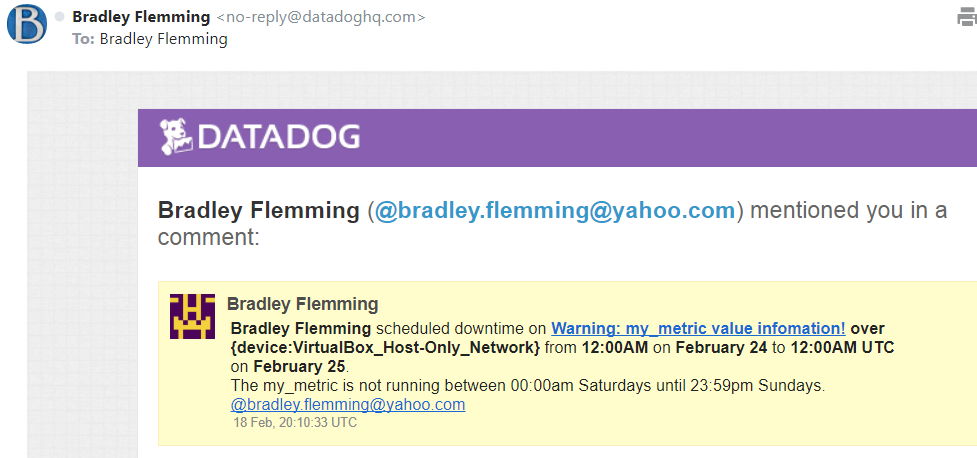 B
Bradley Flemming <no-reply@datadoghq.com>
To: Bradley Flemming
DATADOG
Bradley Flemming (@bradley.flemming@yahoo.com) mentioned you in a
comment:
Bradley Flemming
Bradley Flemming scheduled downtime on Warning: my_metric value infomation! over
{device:VirtualBox_Host-Only_Network} from 12:00AM on February 24 to 12:00AM UTC
on February 25.
The my_metric is not running between 00:00am Saturdays until 23:59pm Sundays.
@bradley.flemming@yahoo.com
18 Feb, 20:10:33 UTC